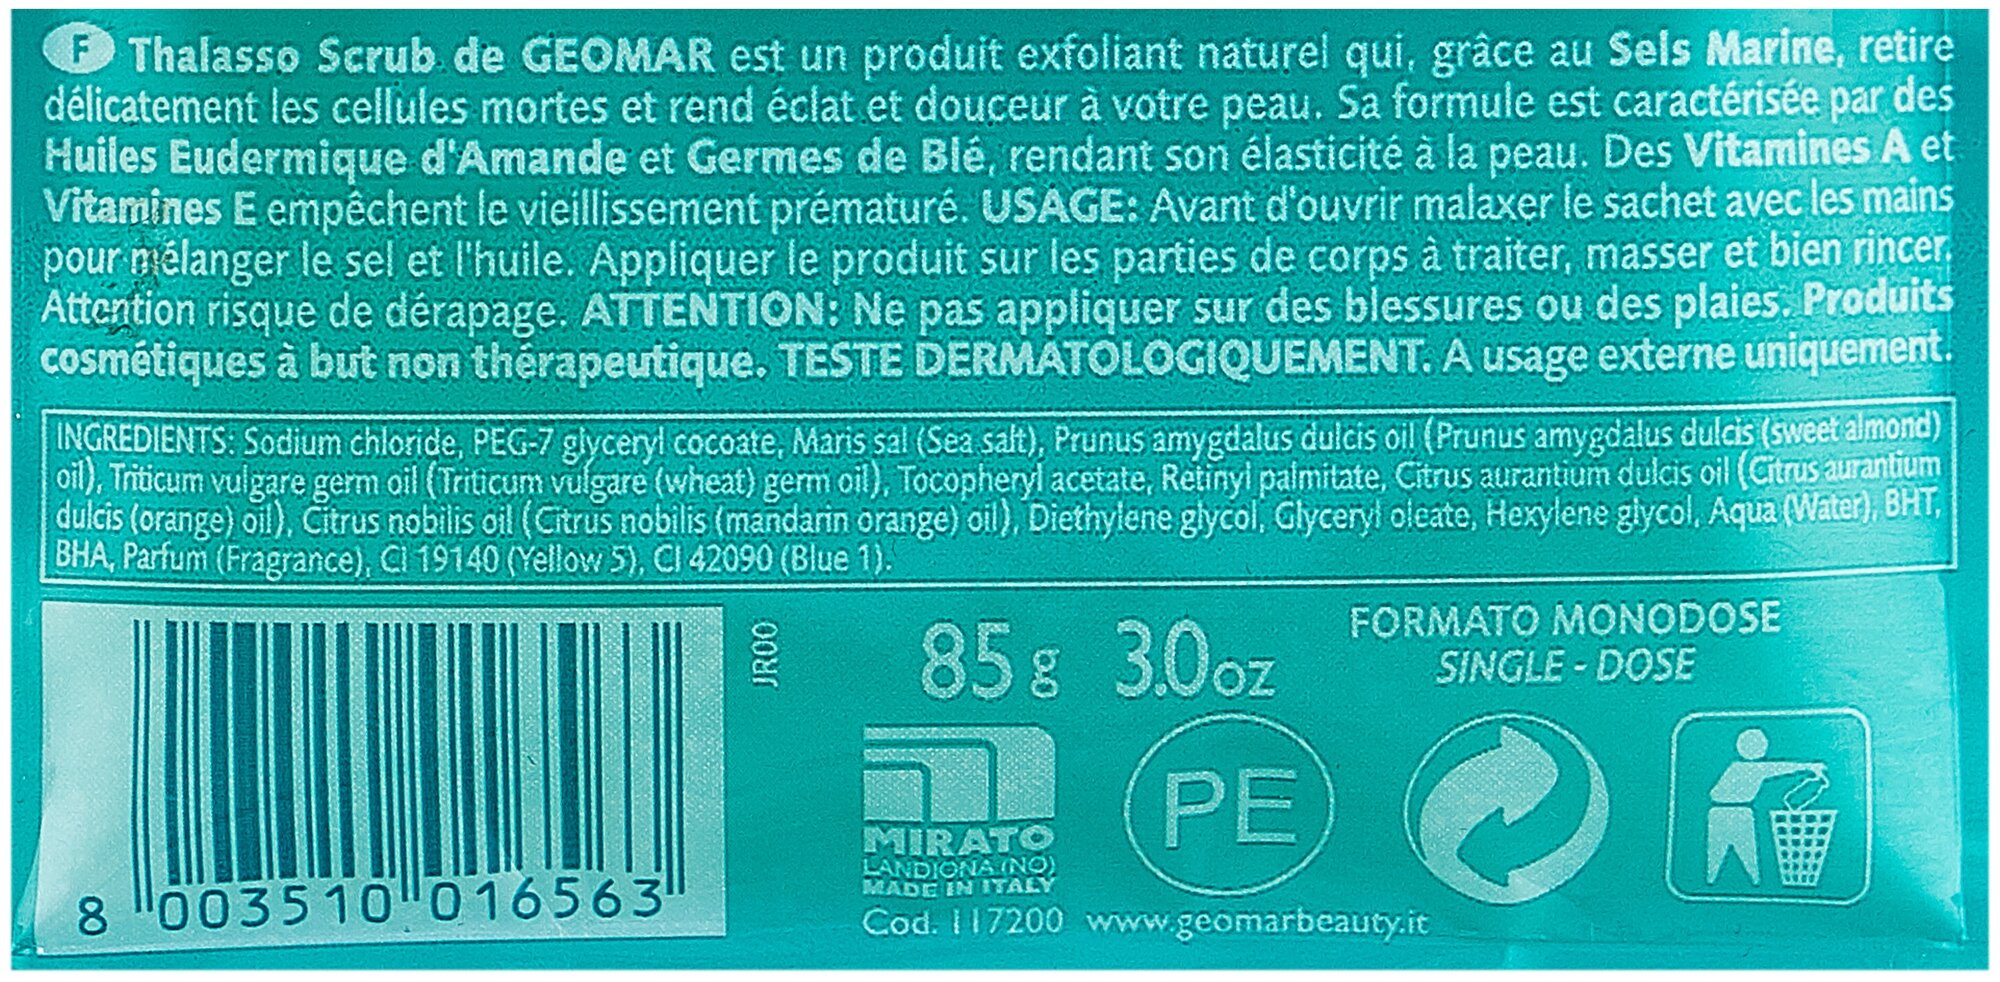 F Thalasso Scrub de GEOMAR est un produit exfoliant naturel qui, grâce au Sels Marine, retire
délicatement les cellules mortes et rend éclat et douceur à votre peau. Sa formule est caractérisée par des
Huiles Eudermique d'Amande et Germes de Blé, rendant son élasticité à la peau. Des Vitamines A et
Vitamines E empêchent le vieillissement prématuré. USAGE: Avant d'ouvrir malaxer le sachet avec les mains
pour mélanger le sel et l'huile. Appliquer le produit sur les parties de corps à traiter, masser et bien rincer.
Attention risque de dérapage. ATTENTION: Ne pas appliquer sur des blessures ou des plaies. Produits
cosmétiques à but non thérapeutique. TESTE DERMATOLOGIQUEMENT. A usage externe uniquement.
INGREDIENTS: Sodium chloride, PEG-7 glyceryl cocoate, Maris sal (Sea salt), Prunus amygdalus dulcis oil (Prunus amygdalus dulcis (sweet almond)
oil), Triticum vulgare germ oil (Triticum vulgare (wheat) germ oil), Tocopheryl acetate, Retinyl palmitate, Citrus aurantium dulcis oil (Citrus aurantium
dulcis (orange) oil), Citrus nobilis oil (Citrus nobilis (mandarin orange) oil), Diethylene glycol, Glyceryl oleate, Hexylene glycol, Aqua (Water), BHT,
BHA, Parfum (Fragrance), CI 19140 (Yellow 5), CI 42090 (Blue 1).
8 003510 016563
JR00
85 g 3.0 oz
FORMATO MONODOSE
SINGLE - DOSE
MIRATO
LANDIONA (NO)
MADE IN ITALY
PE
Cod. 117200 www.geomarbeauty.it